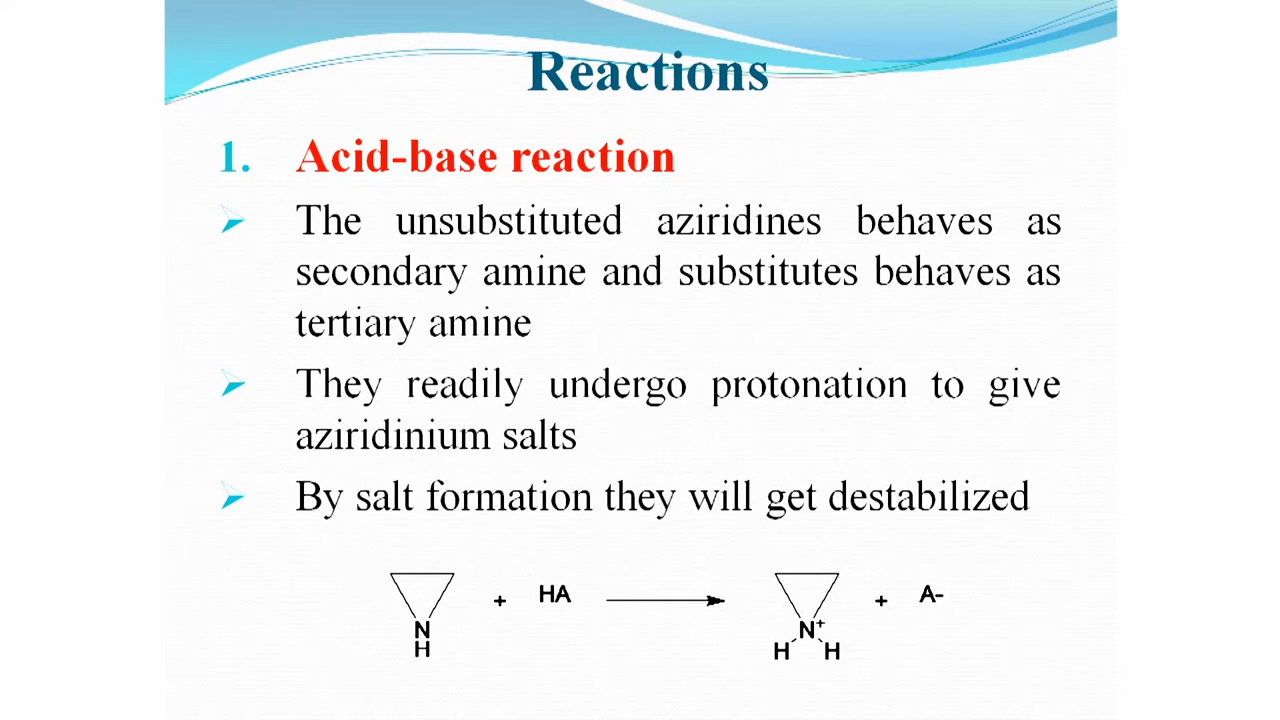 Reactions
1. Acid-base reaction
The unsubstituted aziridines behaves as
secondary amine and substitutes behaves as
tertiary amine
They readily undergo protonation to give
aziridinium salts
By salt formation they will get destabilized
+ HA + A-
N N+
H H H